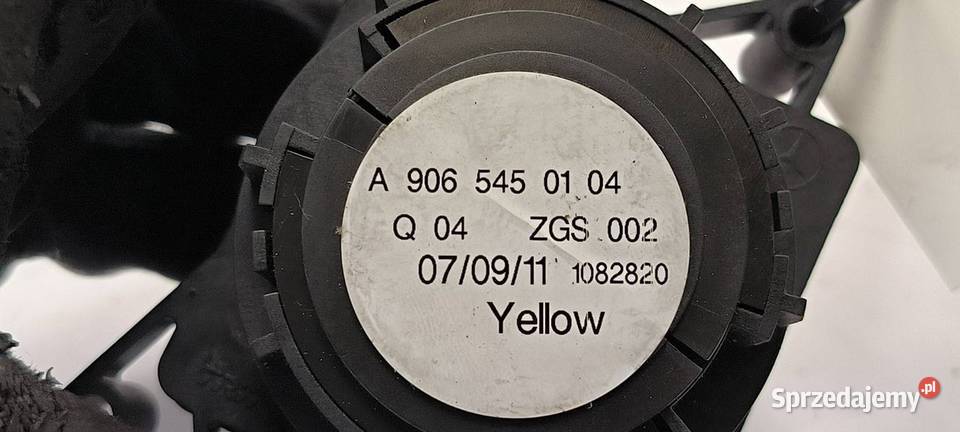 A 906 545 01 04
Q 04 ZGS 002
07/09/11 1082820
Yellow
Sprzedajemy.pl